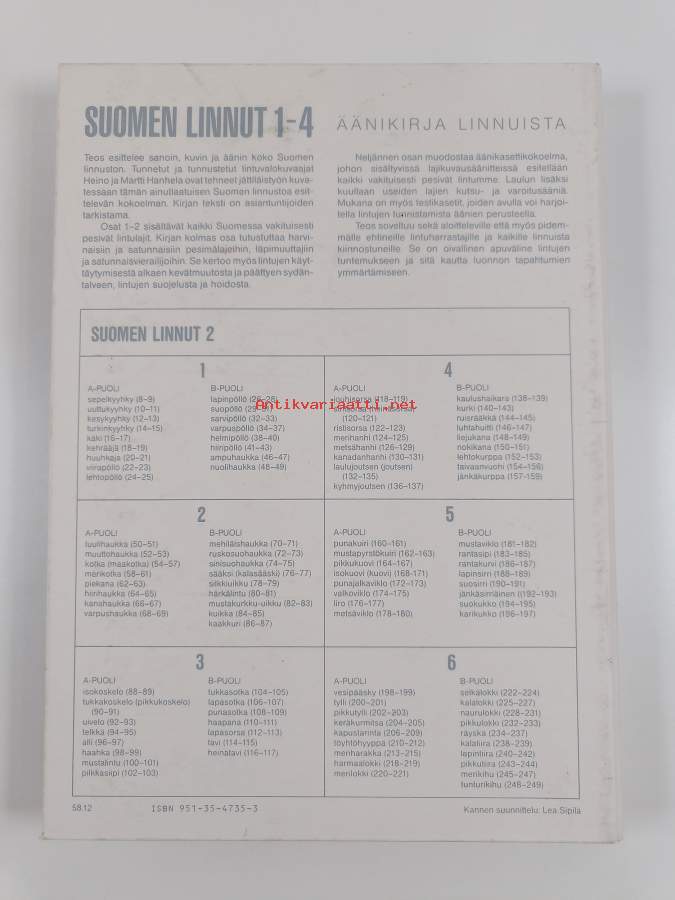 SUOMEN LINNUT 1-4 ÄÄNIKIRJA LINNUISTA
Teos esittelee sanoin, kuvin ja äänin koko Suomen
linnuston. Tunnetut ja tunnustetut lintuvalokuvaajat
Heino ja Martti Hanhela ovat tehneet jättiläistyön kuva-
tessaan tämän ainutlaatuisen Suomen linnustoa esit-
televän kokoelman. Kirjan teksti on asiantuntijoiden
tarkistama.
Osat 1–2 sisältävät kaikki Suomessa vakituisesti
pesivät lintulajit. Kirjan kolmas osa tutustuttaa harvi-
naisiin ja satunnaisiin pesimälajeihin, läpimuuttajiin
ja satunnaisvierailijoihin. Se kertoo myös lintujen käyt-
täytymisestä alkaen kevätmuutosta ja päättyen sydän-
talveen, lintujen suojelusta ja hoidosta.
Neljännen osan muodostaa äänikasettikokoelma,
johon sisältyvissä lajikuvausäänitteissä esitellään
kaikki vakituisesti pesivät lintumme. Laulun lisäksi
kuullaan useiden lajien kutsu- ja varoitusääniä.
Mukana on myös testikasetit, joiden avulla voi harjoi-
tella lintujen tunnistamista äänien perusteella.
Teos soveltuu sekä aloitteleville että myös pidem-
mälle ehtineille lintuharrastajille ja kaikille linnuista
kiinnostuneille. Se on oivallinen apuväline lintujen
tuntemukseen ja sitä kautta luonnon tapahtumien
ymmärtämiseen.
SUOMEN LINNUT 2
1
A-PUOLI
sepelkyyhky (8–9)
uuttukyyhky (10–11)
kesykyyhky (12–13)
turkinkyyhky (14–15)
käki (16–17)
kehrääjä (18–19)
huuhkaja (20–21)
viirupöllö (22–23)
lehtopöllö (24–25)
B-PUOLI
lapinpöllö (26–28)
suopöllö
sarvipöllö (32–33)
varpuspöllö (34–37)
helmipöllö (38–40)
hiiripöllö (41–43)
ampuhaukka (46–47)
nuolihaukka (48–49)
Antikvariaatti.net
4
A-PUOLI
jouhisorsa (118–119)
(120–121)
ristisorsa (122–123)
merihanhi (124–125)
metsähanhi (126–129)
kanadanhanhi (130–131)
laulujoutsen (joutsen)
(132–135)
kyhmyjoutsen (136–137)
B-PUOLI
kaulushaikara (138–139)
kurki (140–143)
ruisrääkkä (144–145)
luhtahuitti (146–147)
liejukana (148–149)
nokikana (150–151)
lehtokurppa (152–153)
taivaanvuohi (154–156)
jänkäkurppa (157–159)
2
A-PUOLI
tuulihaukka (50–51)
muuttohaukka (52–53)
kotka (maakotka) (54–57)
merikotka (58–61)
piekana (62–63)
hiirihaukka (64–65)
kanahaukka (66–67)
varpushaukka (68–69)
B-PUOLI
mehiläishaukka (70–71)
ruskosuohaukka (72–73)
sinisuohaukka (74–75)
sääksi (kalasääski) (76–77)
silkkiuikku (78–79)
härkälintu (80–81)
mustakurkku-uikku (82–83)
kuikka (84–85)
kaakkuri (86–87)
5
A-PUOLI
punakuiri (160–161)
mustapyrstökuiri (162–163)
pikkukuovi (164–167)
isokuovi (kuovi) (168–171)
punajalkaviklo (172–173)
valkoviklo (174–175)
liro (176–177)
metsäviklo (178–180)
B-PUOLI
mustaviklo (181–182)
rantasipi (183–185)
rantakurvi (186–187)
lapinsirri (188–189)
suosirri (190–191)
jänkäsirriäinen ((192–193)
suokukko (194–195)
karikukko (196–197)
3
A-PUOLI
isokoskelo (88–89)
tukkakoskelo (pikkukoskelo)
(90–91)
uivelo (92–93)
telkkä (94–95)
alli (96–97)
haahka (98–99)
mustalintu (100–101)
pilkkasiipi (102–103)
B-PUOLI
tukkasotka (104–105)
lapasotka (106–107)
punasotka (108–109)
haapana (110–111)
lapasorsa (112–113)
tavi (114–115)
heinätavi (116–117)
6
A-PUOLI
vesipääsky (198–199)
tylli (200–201)
pikkutylli (202–203)
keräkurmitsa (204–205)
kapustarinta (206–209)
töyhtöhyyppä (210–212)
meriharakka (213–215)
harmaalokki (218–219)
merilokki (220–221)
B-PUOLI
selkälokki (222–224)
kalalokki (225–227)
naurulokki (228–231)
pikkulokki (232–233)
räyskä (234–237)
kalatiira (238–239)
lapintiira (240–242)
pikkutiira (243–244)
merikihu (245–247)
tunturikihu (248–249)
58.12 ISBN 951-35-4735-3 Kannen suunnittelu: Lea Sipilä